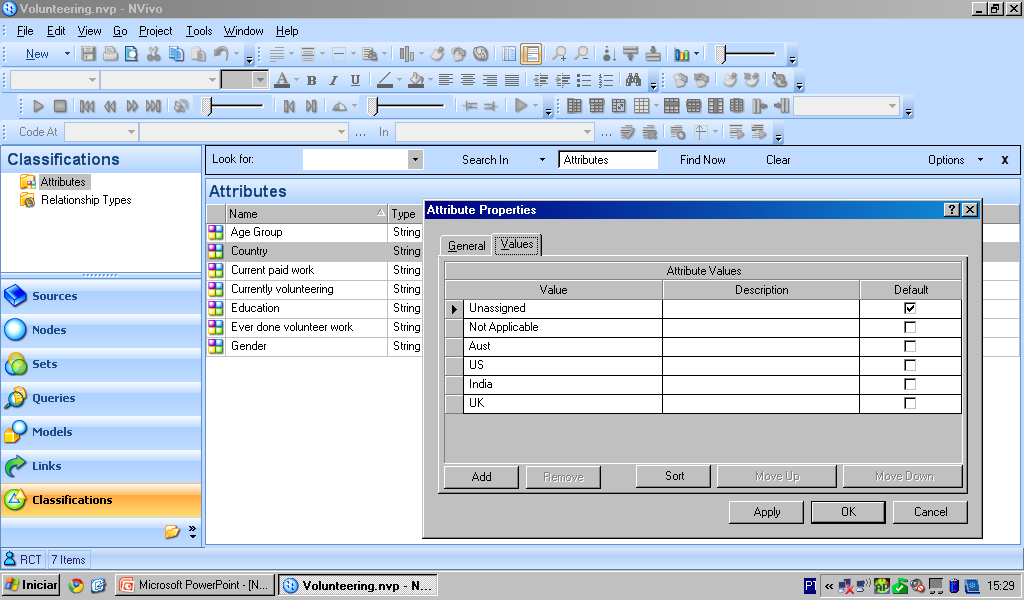 Volunteering.nvp - NVivo
File Edit View Go Project Tools Window Help
New
B I U
Code At ... In ...
Classifications
Attributes
Relationship Types
Sources
Nodes
Sets
Queries
Models
Links
Classifications
Look for: Search In Attributes Find Now Clear Options x
Attributes
Name Type
Age Group String
Country String
Current paid work String
Currently volunteering String
Education String
Ever done volunteer work String
Gender String
Attribute Properties ? X
General Values
Attribute Values
Value Description Default
Unassigned
Not Applicable
Aust
US
India
UK
Add Remove Sort Move Up Move Down
Apply OK Cancel
RCT 7 Items
Iniciar Microsoft PowerPoint - [N... Volunteering.nvp - N... PT « 15:29